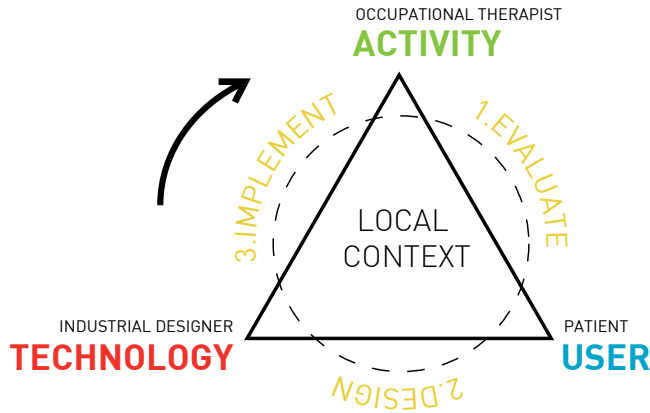 OCCUPATIONAL THERAPIST
ACTIVITY
3.IMPLEMENT
1.EVALUATE
LOCAL
CONTEXT
INDUSTRIAL DESIGNER
TECHNOLOGY
PATIENT
USER
2.DESIGN